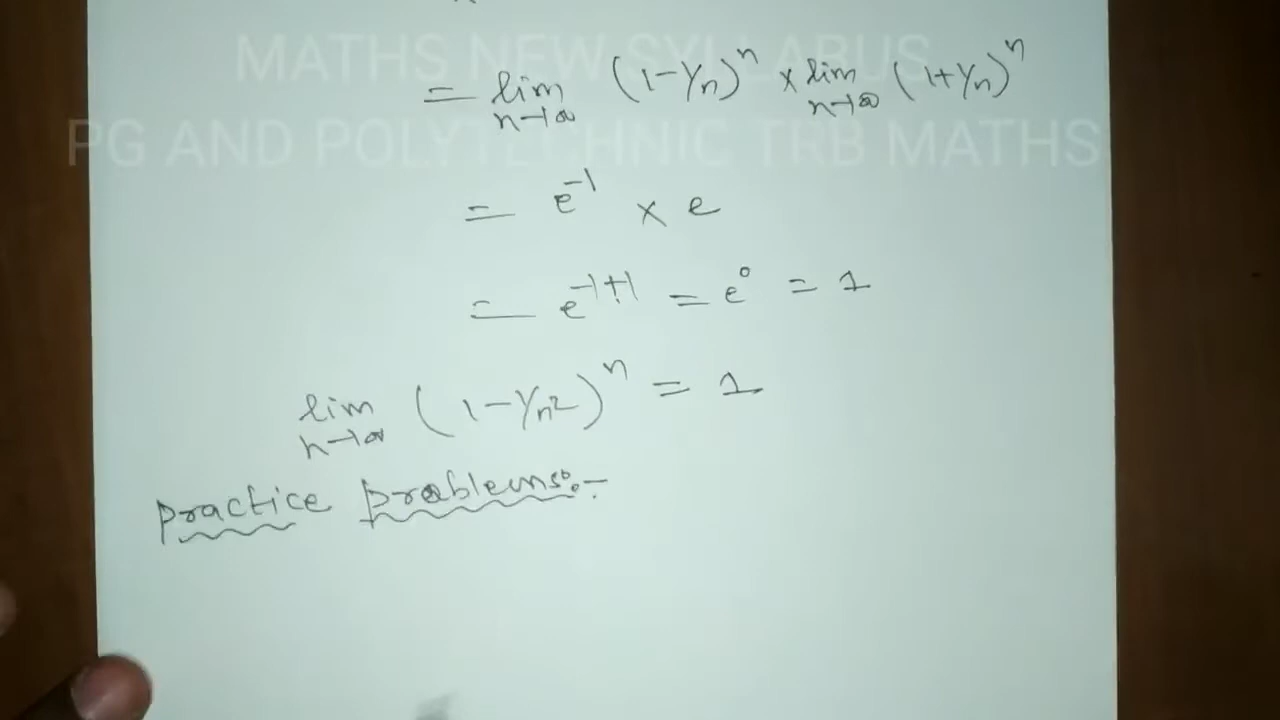 MATHS NEW SYLLABUS
= lim n→∞ (1-1/n)^n × lim n→∞ (1+1/n)^n
PG AND POLYTECHNIC TRB MATHS
= e^-1 × e
= e^-1+1 = e^0 = 1
lim n→∞ (1-1/n^2)^n = 1
Practice problems:-